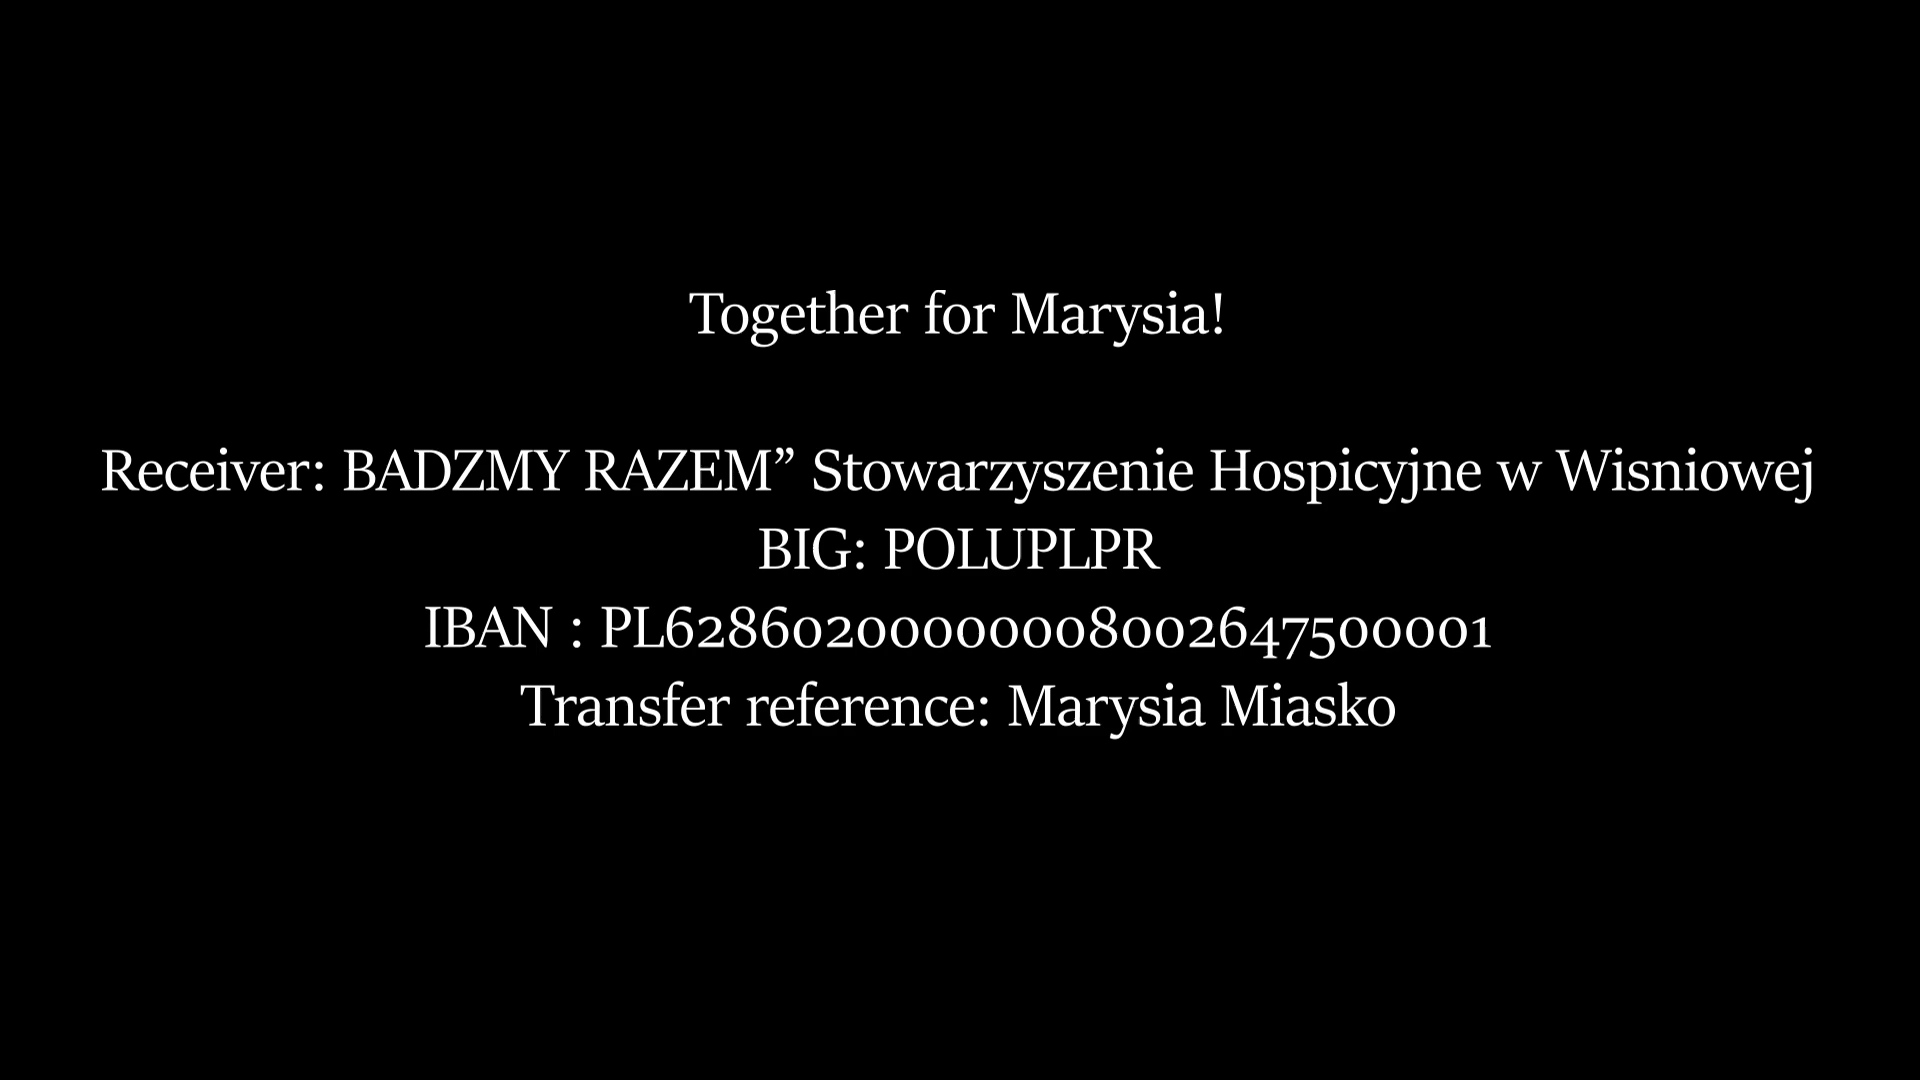 Together for Marysia!
Receiver: BADZMY RAZEM” Stowarzyszenie Hospicyjne w Wisniowej
BIG: POLUPLPR
IBAN : PL62860200000008002647500001
Transfer reference: Marysia Miasko